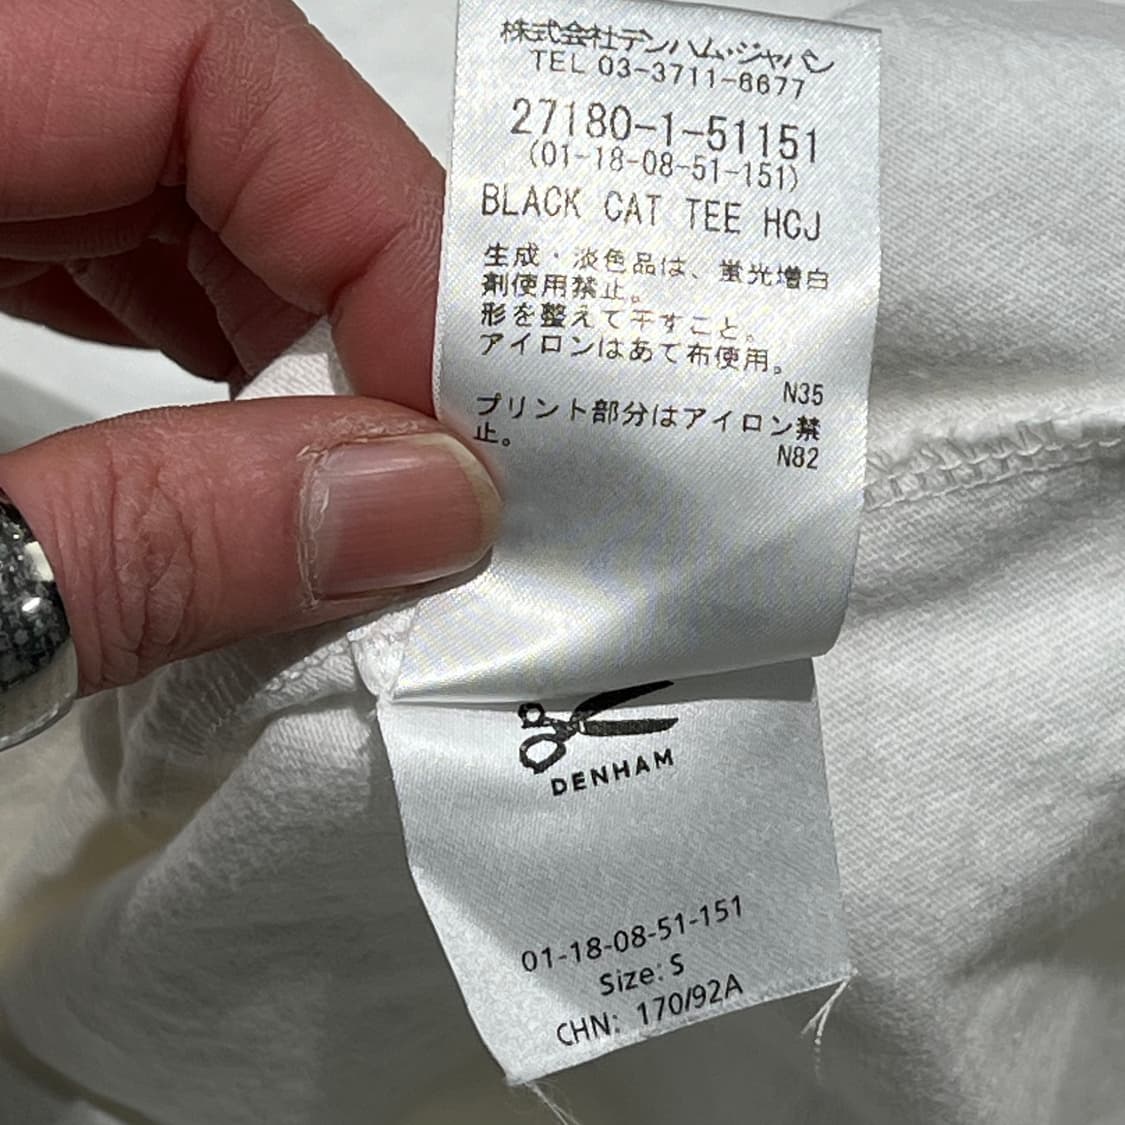 株式会社デンハム・ジャパン
TEL 03-3711-8677
27180-1-51151
(01-18-08-51-151)
BLACK CAT TEE HCJ
生成・淡色品は、蛍光増白
剤使用禁止。
形を整えて干すこと。
アイロンはあて布使用。
N35
プリント部分はアイロン禁
止。
N82
DENHAM
01-18-08-51-151
Size: S
CHN: 170/92A